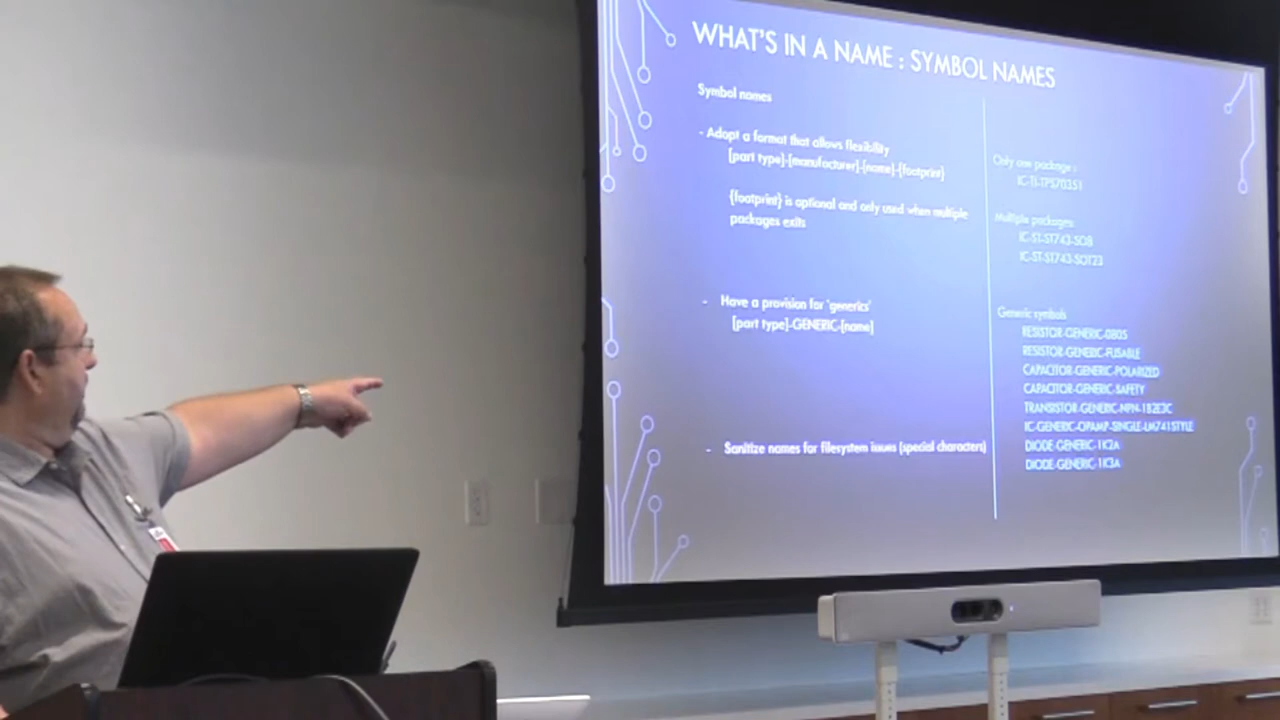 WHAT'S IN A NAME : SYMBOL NAMES
Symbol names
- Adopt a format that allows flexibility
[part type]-[manufacturer]-[name]-{footprint}
{footprint} is optional and only used when multiple
packages exits
- Have a provision for 'generics'
[part type]-GENERIC-[name]
- Sanitize names for filesystem issues (special characters)
Only one package :
IC-TI-TPS70351
Multiple packages:
IC-ST-ST743-SO8
IC-ST-ST743-SOT23
Generic symbols
RESISTOR-GENERIC-0805
RESISTOR-GENERIC-FUSABLE
CAPACITOR-GENERIC-POLARIZED
CAPACITOR-GENERIC-SAFETY
TRANSISTOR-GENERIC-NPN-1B2E3C
IC-GENERIC-OPAMP-SINGLE-LM741STYLE
DIODE-GENERIC-1K2A
DIODE-GENERIC-1K3A